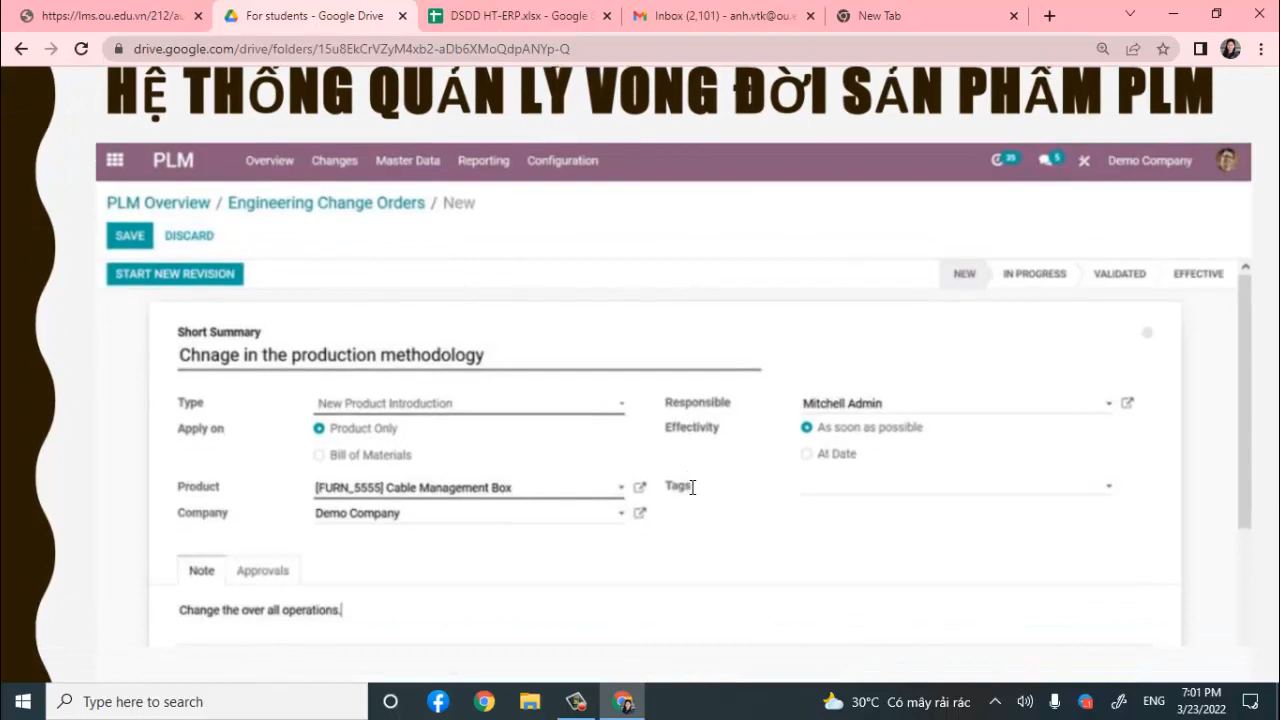 https://lms.ou.edu.vn/212/au
For students - Google Drive
DSDD HT-ERP.xlsx - Google S
Inbox (2,101) - anh.vtk@ou.e
New Tab
drive.google.com/drive/folders/15u8EkCrVZyM4xb2-aDb6XMoQdpANYp-Q
HỆ THỐNG QUẢN LÝ VÒNG ĐỜI SẢN PHẨM PLM
PLM Overview Changes Master Data Reporting Configuration 35 5 Demo Company
PLM Overview / Engineering Change Orders / New
SAVE DISCARD
START NEW REVISION NEW IN PROGRESS VALIDATED EFFECTIVE
Short Summary
Chnage in the production methodology
Type New Product Introduction Responsible Mitchell Admin
Apply on Product Only Effectivity As soon as possible
Bill of Materials At Date
Product [FURN_5555] Cable Management Box Tags
Company Demo Company
Note Approvals
Change the over all operations.
Type here to search
30°C Có mây rải rác
ENG
7:01 PM
3/23/2022